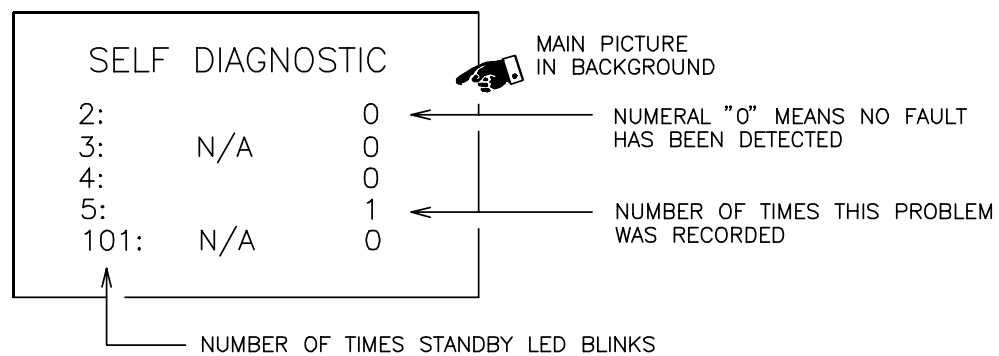 SELF DIAGNOSTIC
MAIN PICTURE
IN BACKGROUND
2: 0
3: N/A 0
4: 0
5: 1
101: N/A 0
NUMERAL "0" MEANS NO FAULT
HAS BEEN DETECTED
NUMBER OF TIMES THIS PROBLEM
WAS RECORDED
NUMBER OF TIMES STANDBY LED BLINKS